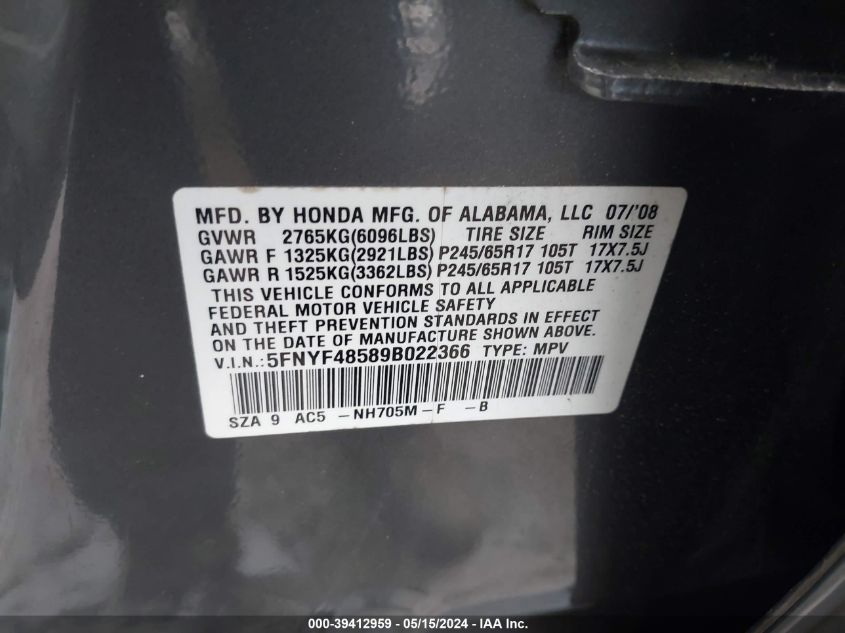 MFD. BY HONDA MFG. OF ALABAMA, LLC 07/'08
GVWR 2765KG(6096LBS) TIRE SIZE RIM SIZE
GAWR F 1325KG(2921LBS) P245/65R17 105T 17X7.5J
GAWR R 1525KG(3362LBS) P245/65R17 105T 17X7.5J
THIS VEHICLE CONFORMS TO ALL APPLICABLE
FEDERAL MOTOR VEHICLE SAFETY
AND THEFT PREVENTION STANDARDS IN EFFECT
ON THE DATE OF MANUFACTURE SHOWN ABOVE.
V.I.N.: 5FNYF48589B022366 TYPE: MPV
SZA 9 AC5 -NH705M-F -B
000-39412959 - 05/15/2024 - IAA Inc.